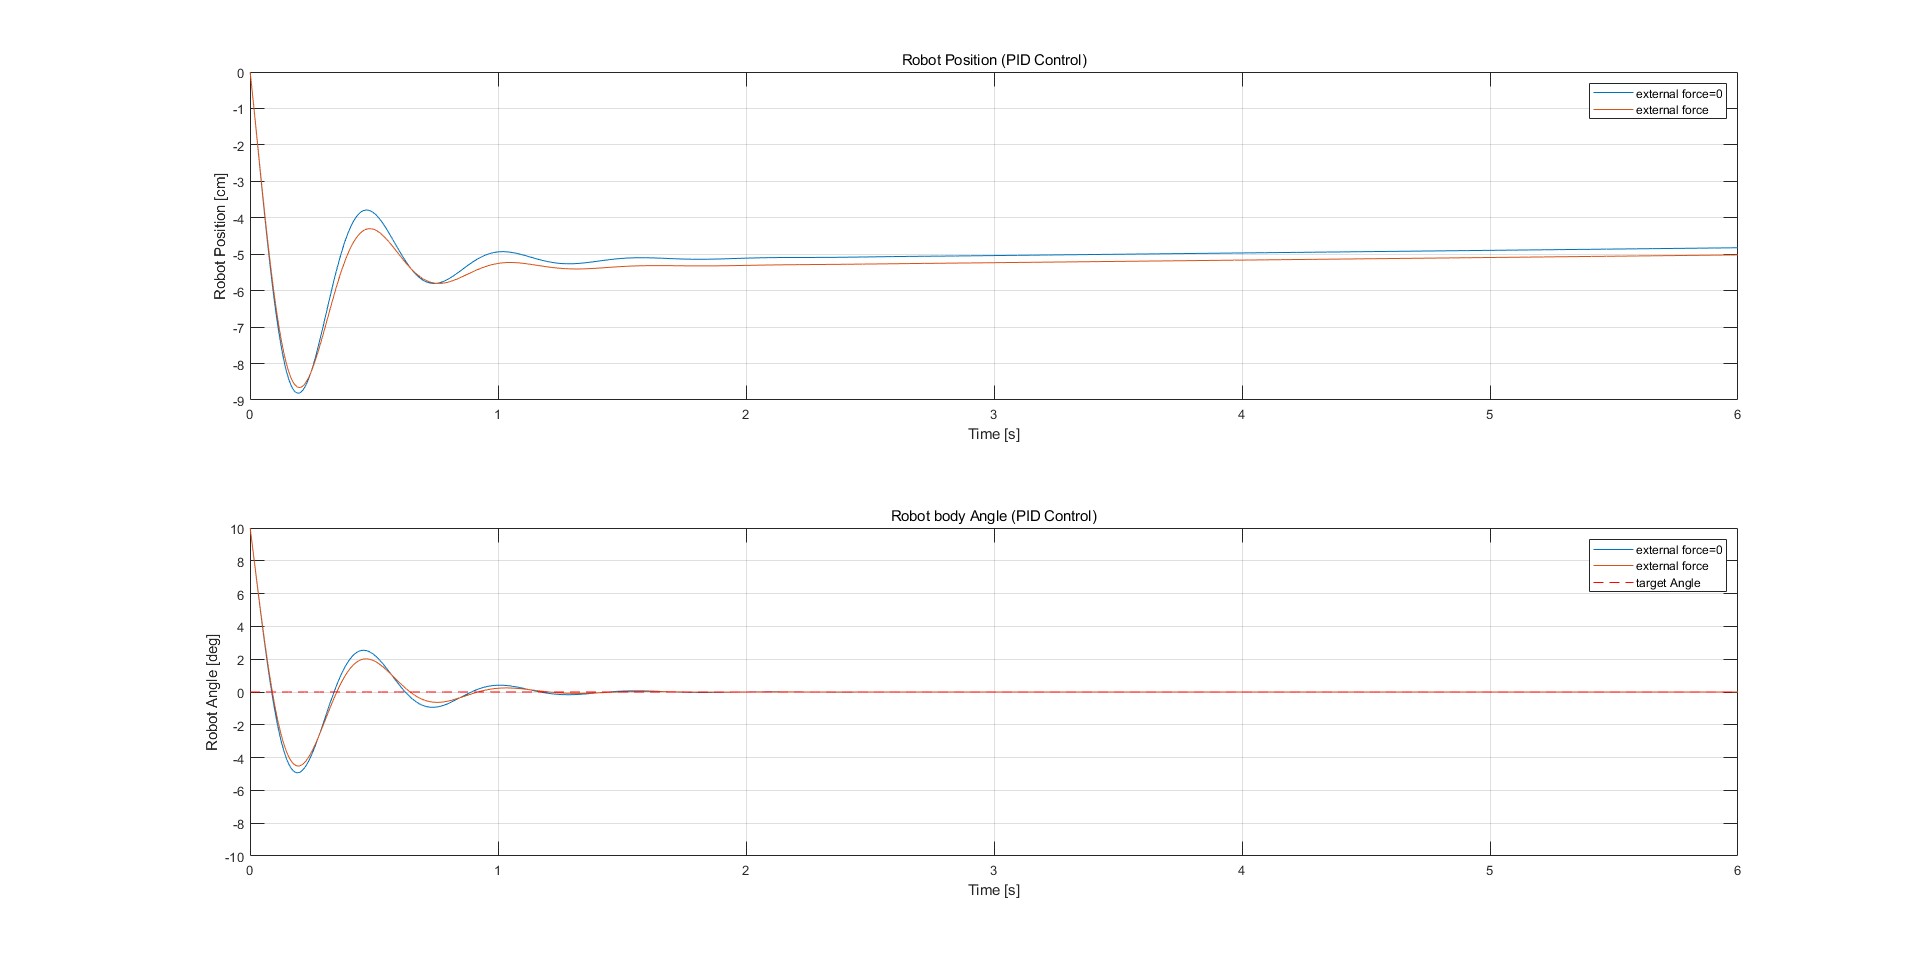 Robot Position (PID Control)
0
-1
-2
-3
-4
-5
-6
-7
-8
-9
Robot Position [cm]
external force=0
external force
0 1 2 3 4 5 6
Time [s]
Robot body Angle (PID Control)
10
8
6
4
2
0
-2
-4
-6
-8
-10
Robot Angle [deg]
external force=0
external force
target Angle
0 1 2 3 4 5 6
Time [s]